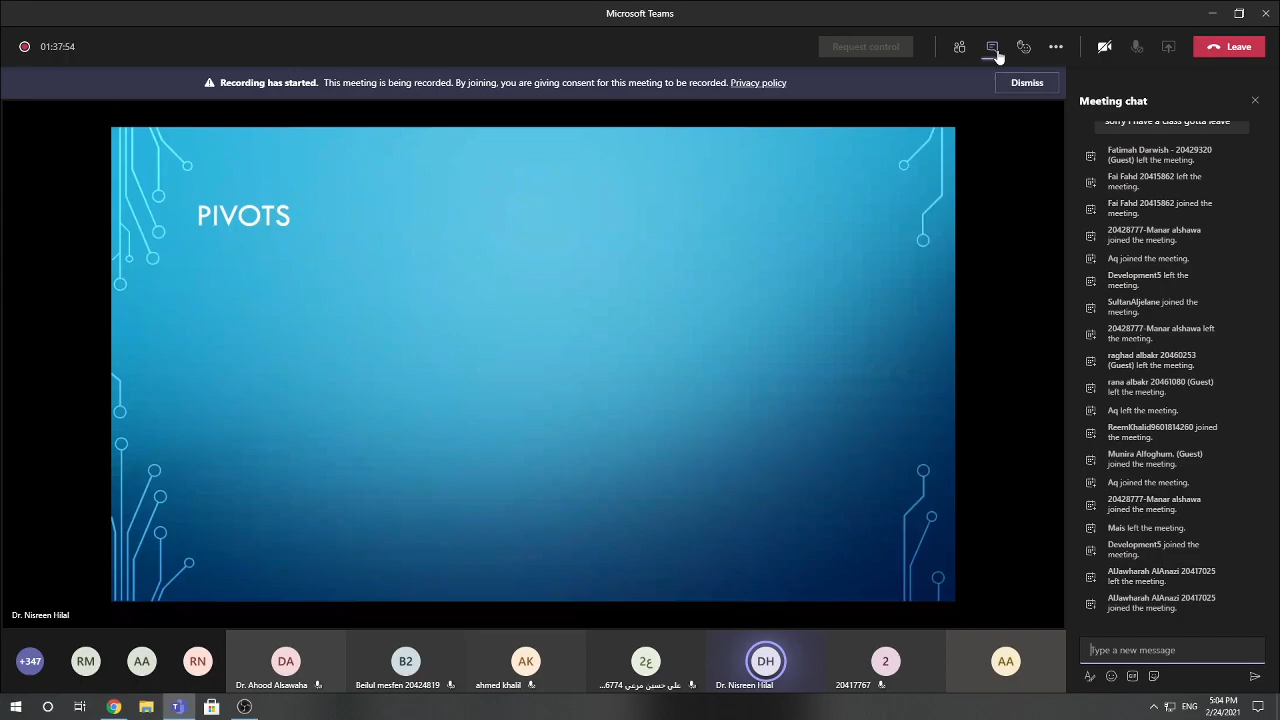 Microsoft Teams
01:37:54
Request control
Leave
Recording has started. This meeting is being recorded. By joining, you are giving consent for this meeting to be recorded. Privacy policy
Dismiss
PIVOTS
Dr. Nisreen Hilal
+347
RM
AA
RN
DA
Dr. Ahood Alsawaha
B2
Beilul mesfen 20424819
AK
ahmed khalil
ع2
علي حسين مرعي 6774...
DH
Dr. Nisreen Hilal
2
20417767
AA
Meeting chat
sorry I have a class gotta leave
Fatimah Darwish - 20429320
(Guest) left the meeting.
Fai Fahd 20415862 left the
meeting.
Fai Fahd 20415862 joined the
meeting.
20428777-Manar alshawa
joined the meeting.
Aq joined the meeting.
Development5 left the
meeting.
SultanAljelane joined the
meeting.
20428777-Manar alshawa left
the meeting.
raghad albakr 20460253
(Guest) left the meeting.
rana albakr 20461080 (Guest)
left the meeting.
Aq left the meeting.
ReemKhalid9601814260 joined
the meeting.
Munira Alfoghum. (Guest)
joined the meeting.
Aq joined the meeting.
20428777-Manar alshawa
joined the meeting.
Mais left the meeting.
Development5 joined the
meeting.
AlJawharah AlAnazi 20417025
left the meeting.
AlJawharah AlAnazi 20417025
joined the meeting.
Type a new message
GIF
ENG
5:04 PM
2/24/2021